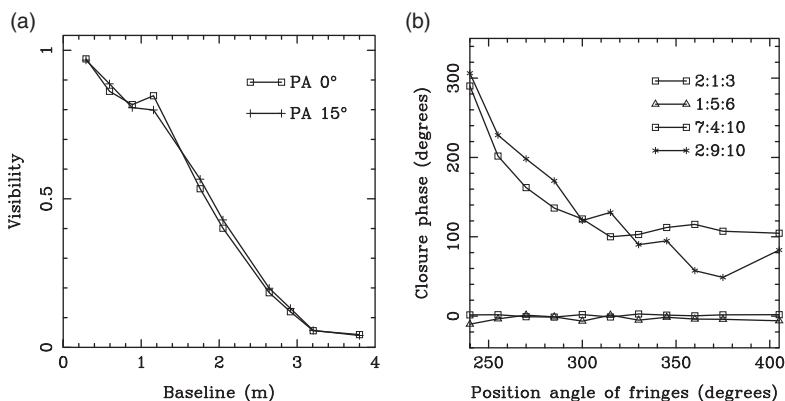 (a)
1
0.5
0
Visibility
PA 0°
PA 15°
0 1 2 3 4
Baseline (m)
(b)
300
200
100
0
Closure phase (degrees)
2:1:3
1:5:6
7:4:10
2:9:10
250 300 350 400
Position angle of fringes (degrees)